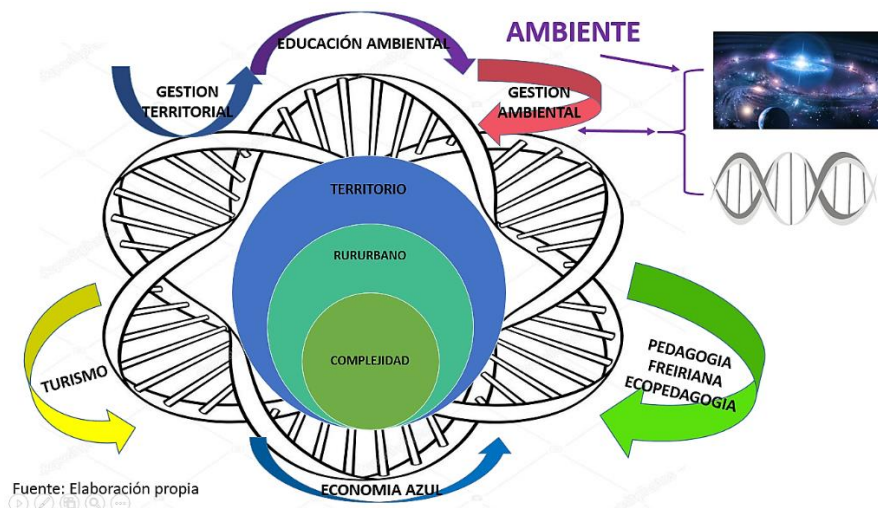 EDUCACIÓN AMBIENTAL
AMBIENTE
GESTION
TERRITORIAL
GESTION
AMBIENTAL
TERRITORIO
RURURBANO
COMPLEJIDAD
TURISMO
PEDAGOGIA
FREIRIANA
ECOPEDAGOGIA
ECONOMIA AZUL
Fuente: Elaboración propia